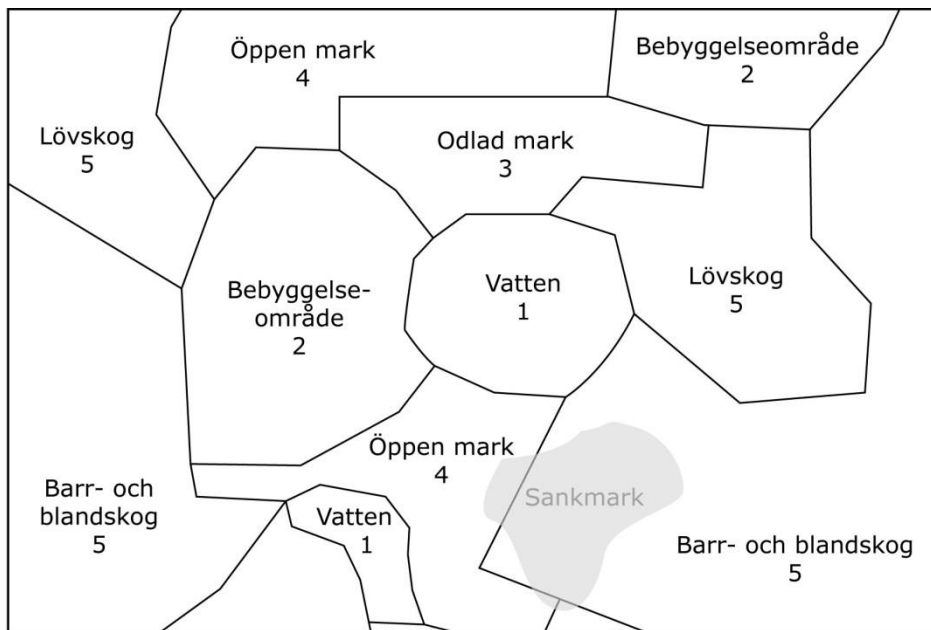 Öppen mark
4
Bebyggelseområde
2
Lövskog
5
Odlad mark
3
Bebyggelse-
område
2
Vatten
1
Lövskog
5
Öppen mark
4
Barr- och
blandskog
5
Vatten
1
Sankmark
Barr- och blandskog
5